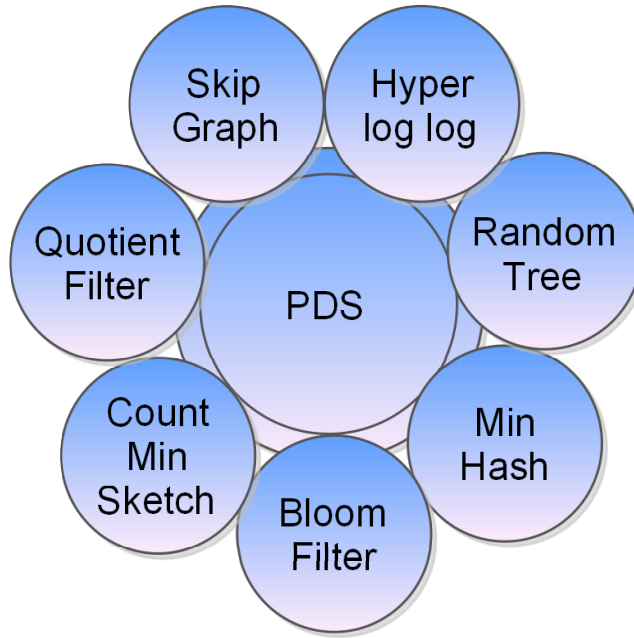 Skip
Graph
Hyper
log log
Quotient
Filter
PDS
Random
Tree
Count
Min
Sketch
Min
Hash
Bloom
Filter